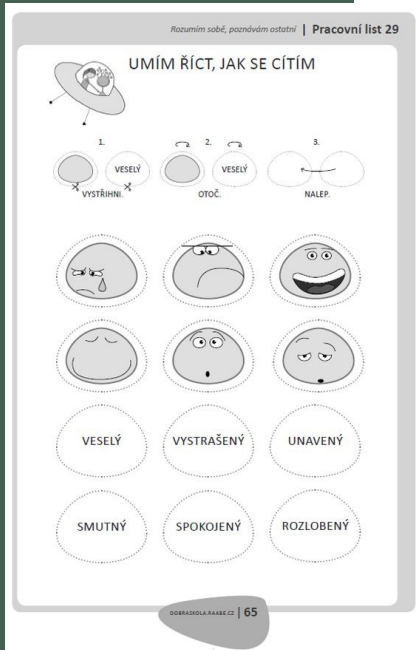 Rozumím sobě, poznávám ostatní | Pracovní list 29
UMÍM ŘÍCT, JAK SE CÍTÍM
1. 2. 3.
VESELÝ VESELÝ
VYSTŘIHNI. OTOČ. NALEP.
VESELÝ VYSTRAŠENÝ UNAVENÝ
SMUTNÝ SPOKOJENÝ ROZLOBENÝ
DOBRASKOLA.RAABE.CZ | 65